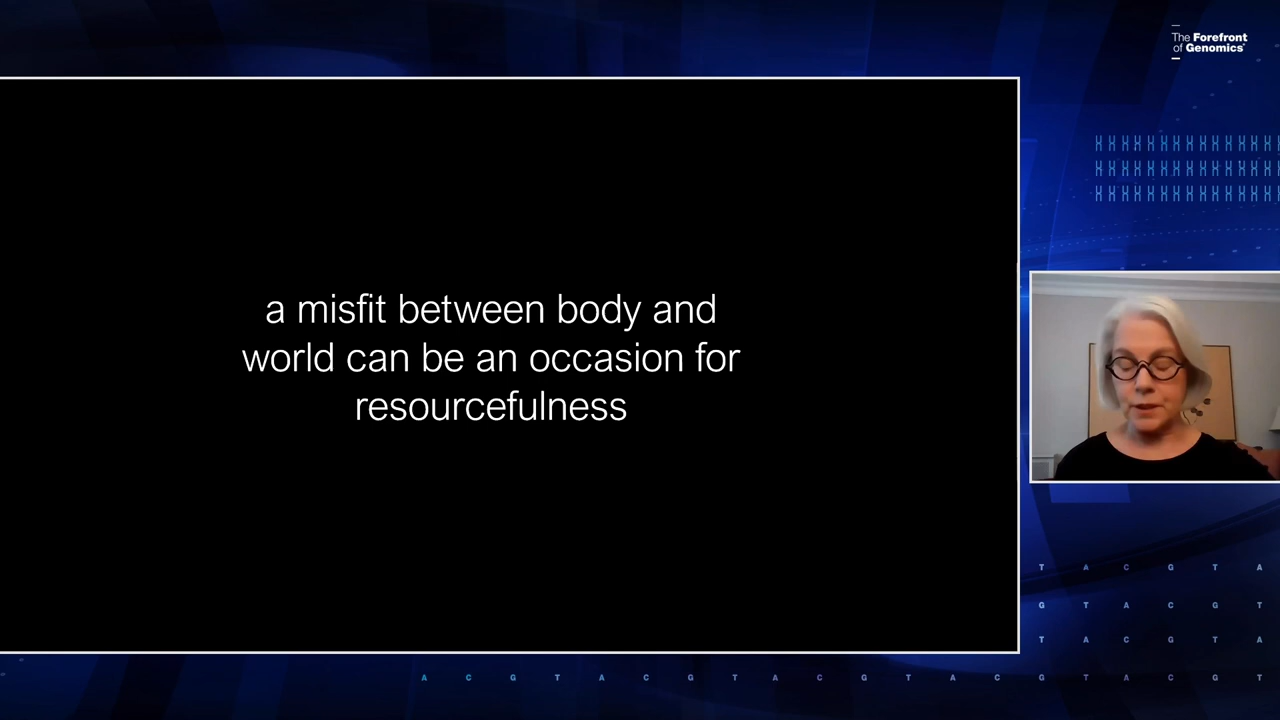 The Forefront
of Genomics®
a misfit between body and
world can be an occasion for
resourcefulness
T A C G T A
G T A C G T
T A C G T A
A C G T A C G T A C G T A C G T A C G T